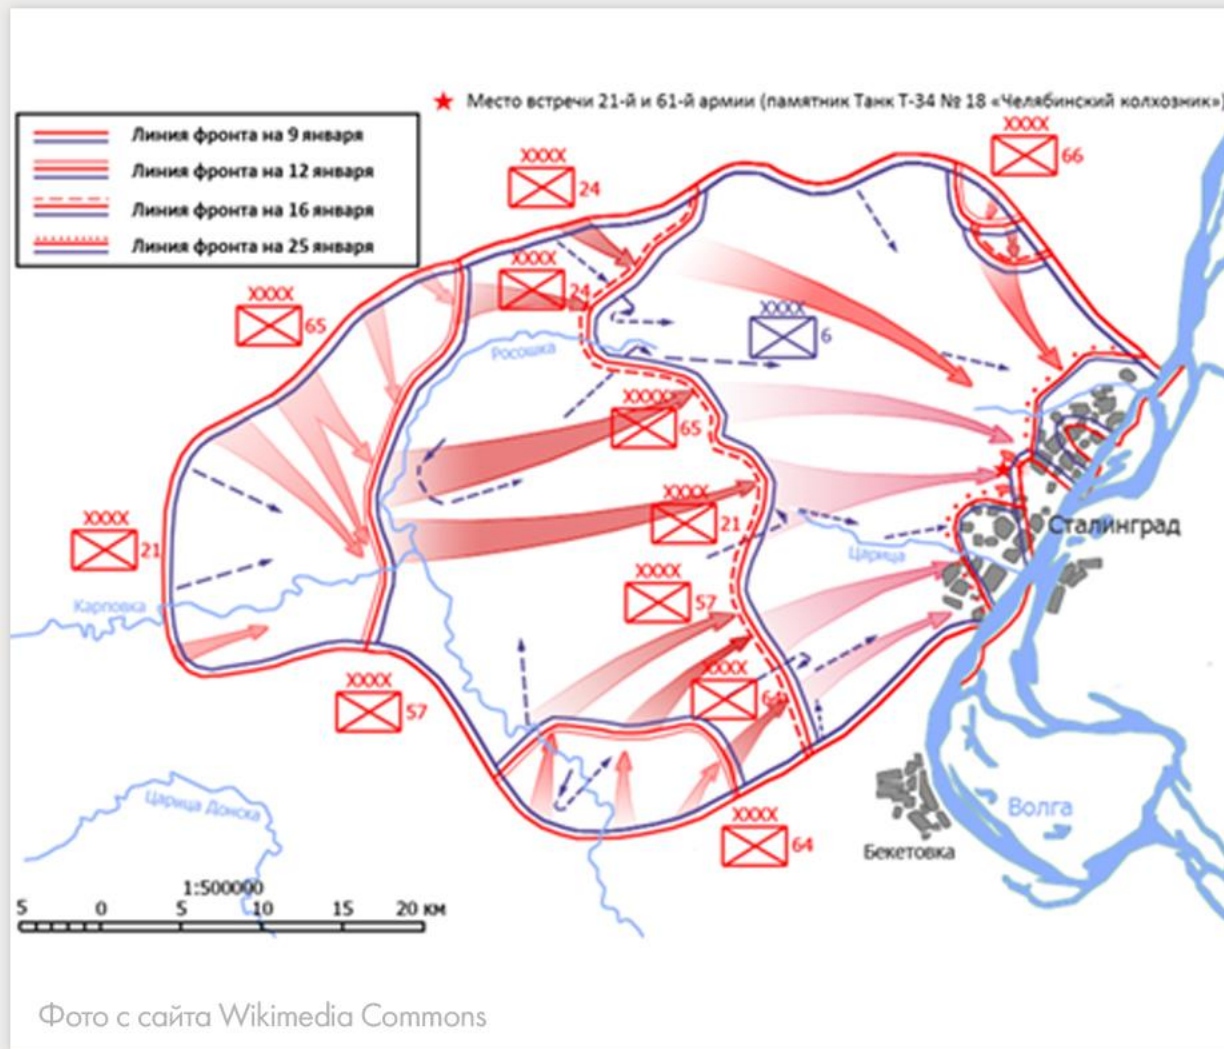 Место встречи 21-й и 61-й армии (памятник Танк Т-34 № 18 «Челябинский колхозник»)
Линия фронта на 9 января
Линия фронта на 12 января
Линия фронта на 16 января
Линия фронта на 25 января
XXXX
66
XXXX
24
XXXX
24
XXXX
65
XXXX
6
Росошка
XXXX
65
XXXX
21
XXXX
21
Сталинград
Царица
XXXX
57
Карповка
XXXX
57
XXXX
64
XXXX
64
Царица Донска
Волга
Бекетовка
1:500000
5 0 5 10 15 20 км
Фото с сайта Wikimedia Commons